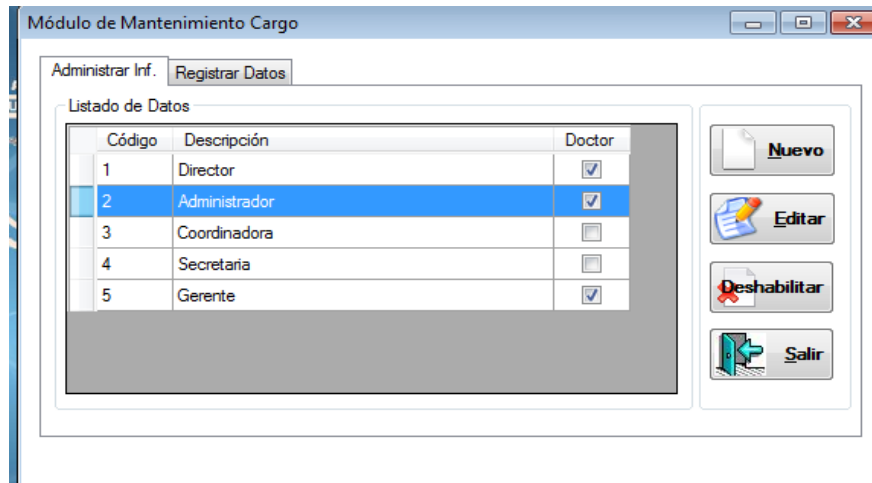 Módulo de Mantenimiento Cargo
Administrar Inf. Registrar Datos
Listado de Datos
Código Descripción Doctor
1 Director
2 Administrador
3 Coordinadora
4 Secretaria
5 Gerente
Nuevo
Editar
Deshabilitar
Salir